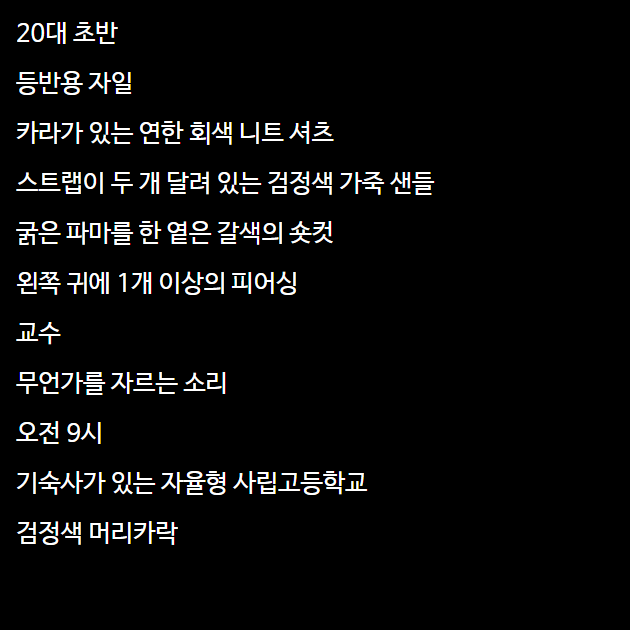 20대 초반
등반용 자일
카라가 있는 연한 회색 니트 셔츠
스트랩이 두 개 달려 있는 검정색 가죽 샌들
굵은 파마를 한 옅은 갈색의 숏컷
왼쪽 귀에 1개 이상의 피어싱
교수
무언가를 자르는 소리
오전 9시
기숙사가 있는 자율형 사립고등학교
검정색 머리카락